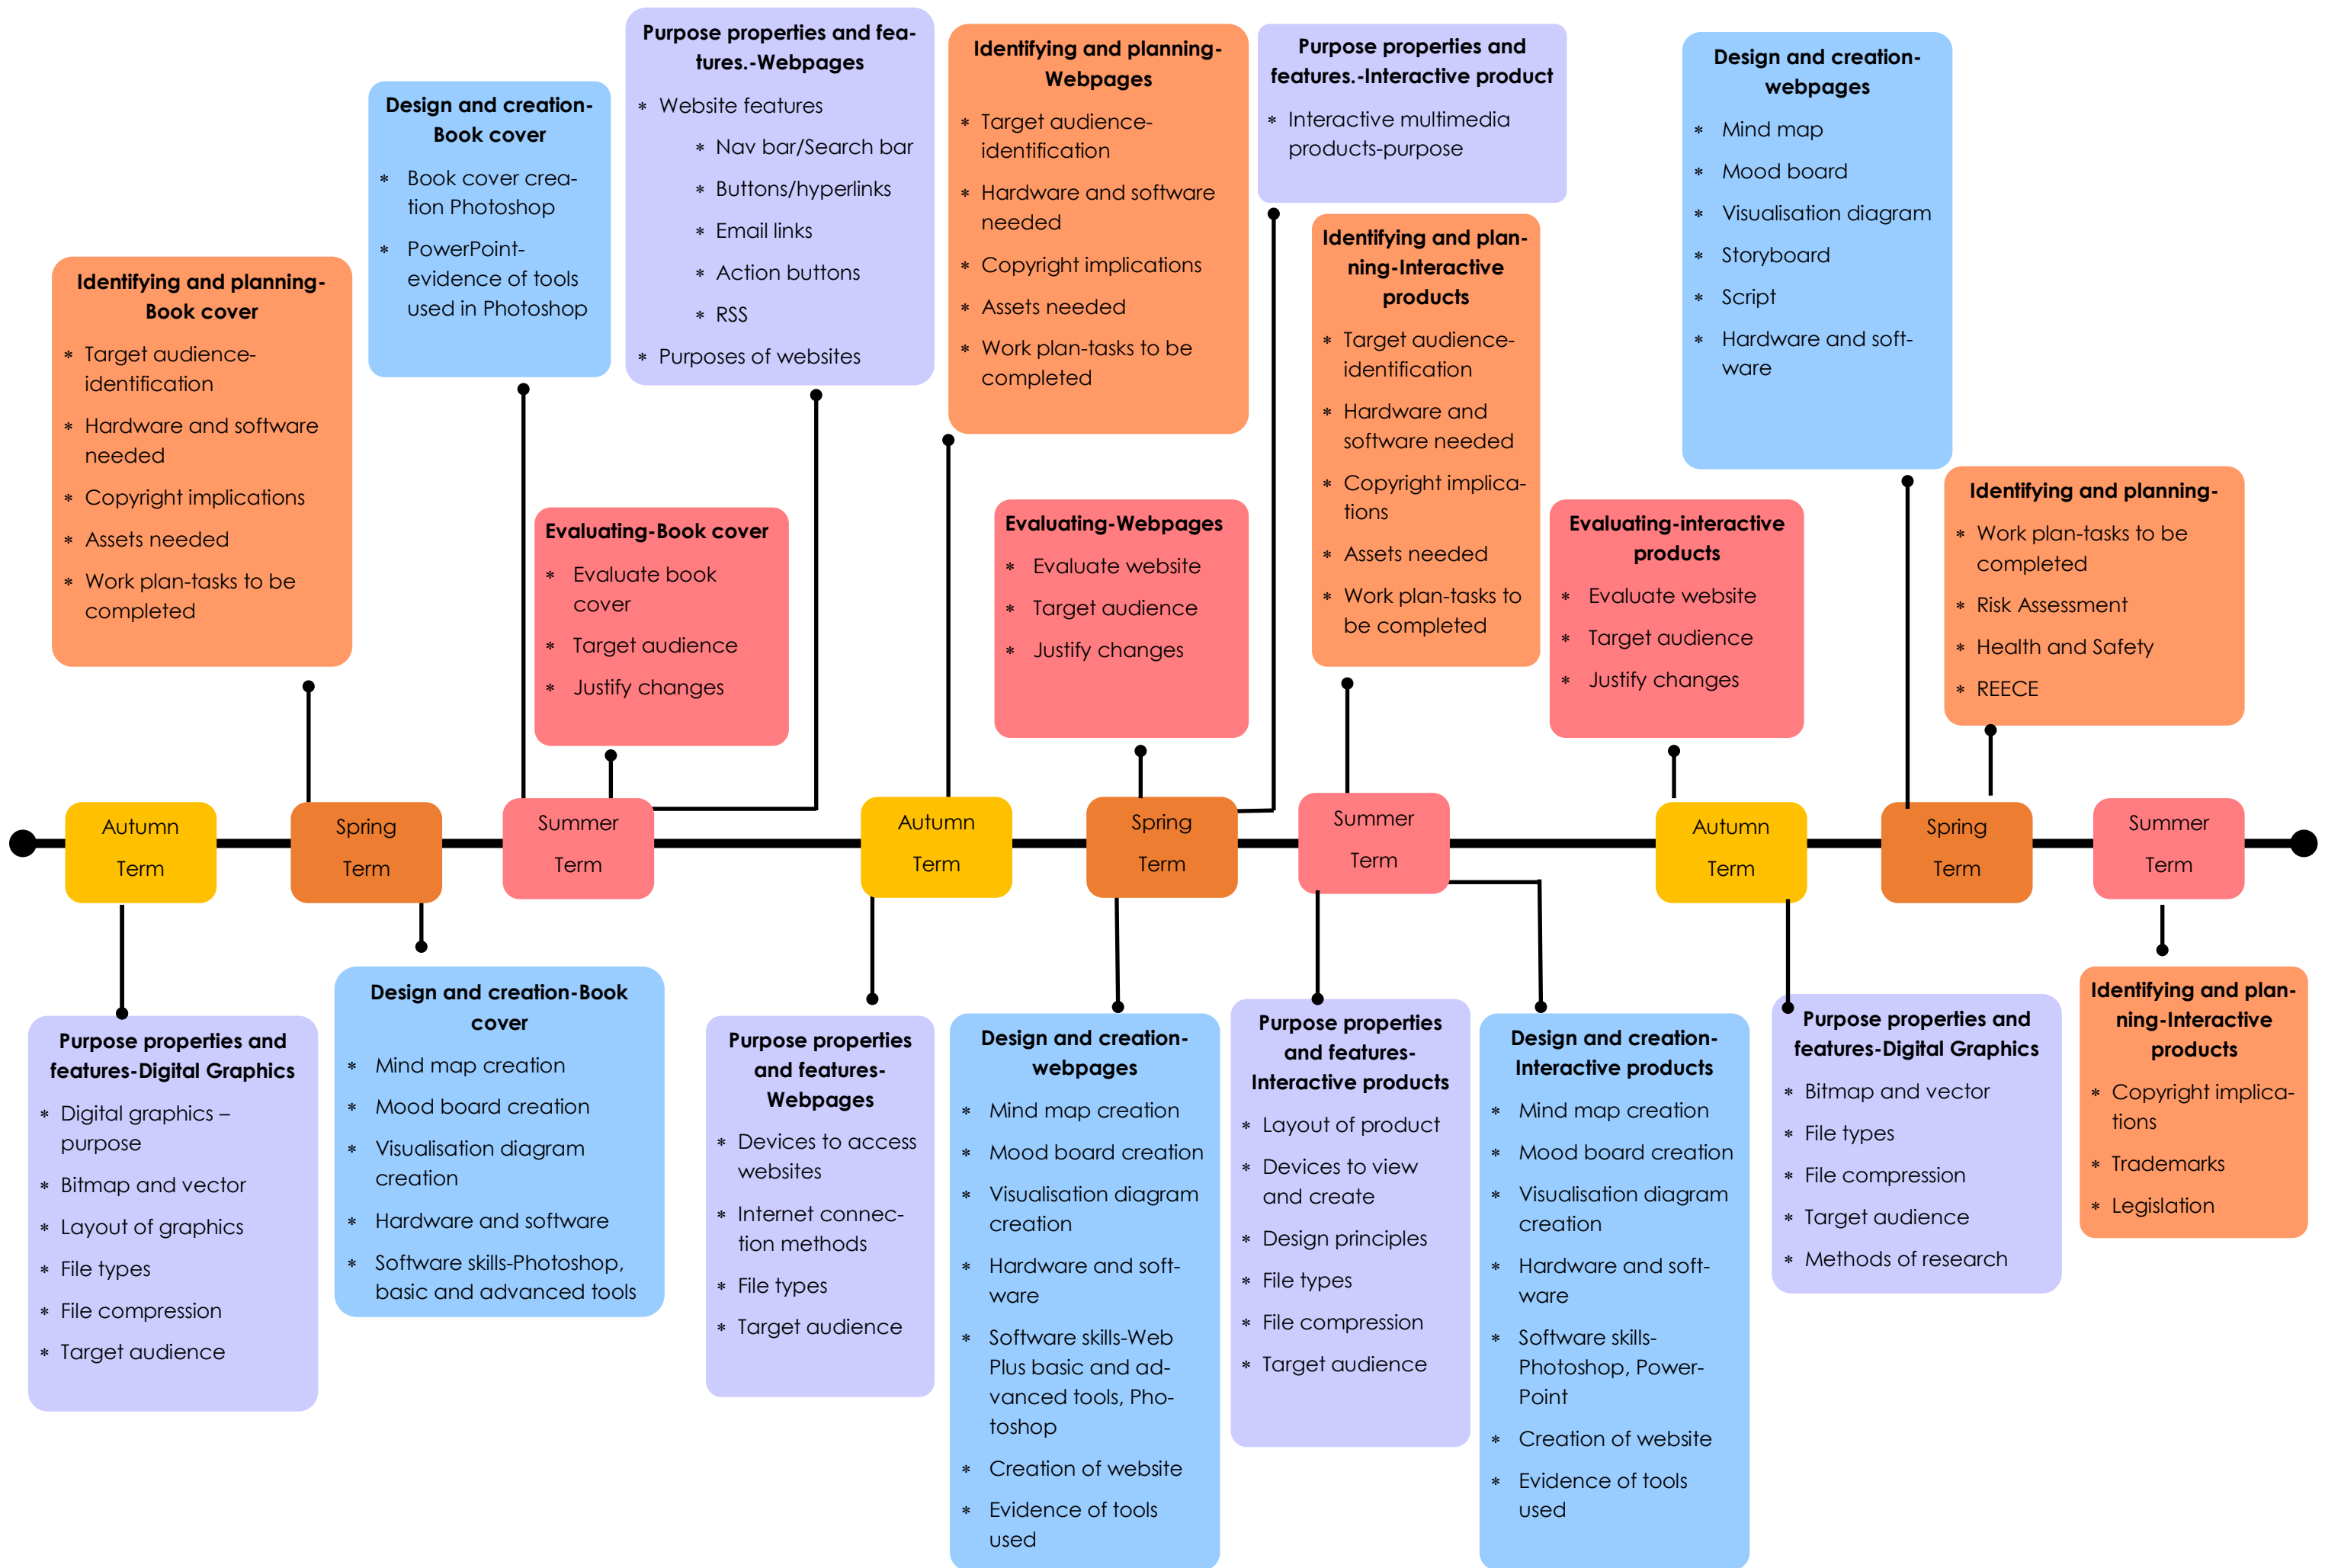 Identifying and planning-
Book cover
* Target audience-
identification
* Hardware and software
needed
* Copyright implications
* Assets needed
* Work plan-tasks to be
completed
Design and creation-
Book cover
* Book cover crea-
tion Photoshop
* PowerPoint-
evidence of tools
used in Photoshop
Purpose properties and fea-
tures.-Webpages
* Website features
* Nav bar/Search bar
* Buttons/hyperlinks
* Email links
* Action buttons
* RSS
* Purposes of websites
Evaluating-Book cover
* Evaluate book
cover
* Target audience
* Justify changes
Identifying and planning-
Webpages
* Target audience-
identification
* Hardware and software
needed
* Copyright implications
* Assets needed
* Work plan-tasks to be
completed
Evaluating-Webpages
* Evaluate website
* Target audience
* Justify changes
Purpose properties and
features.-Interactive product
* Interactive multimedia
products-purpose
Identifying and plan-
ning-Interactive
products
* Target audience-
identification
* Hardware and
software needed
* Copyright implica-
tions
* Assets needed
* Work plan-tasks to
be completed
Evaluating-interactive
products
* Evaluate website
* Target audience
* Justify changes
Design and creation-
webpages
* Mind map
* Mood board
* Visualisation diagram
* Storyboard
* Script
* Hardware and soft-
ware
Identifying and planning-
* Work plan-tasks to be
completed
* Risk Assessment
* Health and Safety
* REECE
Autumn
Term
Spring
Term
Summer
Term
Autumn
Term
Spring
Term
Summer
Term
Autumn
Term
Spring
Term
Summer
Term
Purpose properties and
features-Digital Graphics
* Digital graphics –
purpose
* Bitmap and vector
* Layout of graphics
* File types
* File compression
* Target audience
Design and creation-Book
cover
* Mind map creation
* Mood board creation
* Visualisation diagram
creation
* Hardware and software
* Software skills-Photoshop,
basic and advanced tools
Purpose properties
and features-
Webpages
* Devices to access
websites
* Internet connec-
tion methods
* File types
* Target audience
Design and creation-
webpages
* Mind map creation
* Mood board creation
* Visualisation diagram
creation
* Hardware and soft-
ware
* Software skills-Web
Plus basic and ad-
vanced tools, Pho-
toshop
* Creation of website
* Evidence of tools
used
Purpose properties
and features-
Interactive products
* Layout of product
* Devices to view
and create
* Design principles
* File types
* File compression
* Target audience
Design and creation-
Interactive products
* Mind map creation
* Mood board creation
* Visualisation diagram
creation
* Hardware and soft-
ware
* Software skills-
Photoshop, Power-
Point
* Creation of website
* Evidence of tools
used
Purpose properties and
features-Digital Graphics
* Bitmap and vector
* File types
* File compression
* Target audience
* Methods of research
Identifying and plan-
ning-Interactive
products
* Copyright implica-
tions
* Trademarks
* Legislation